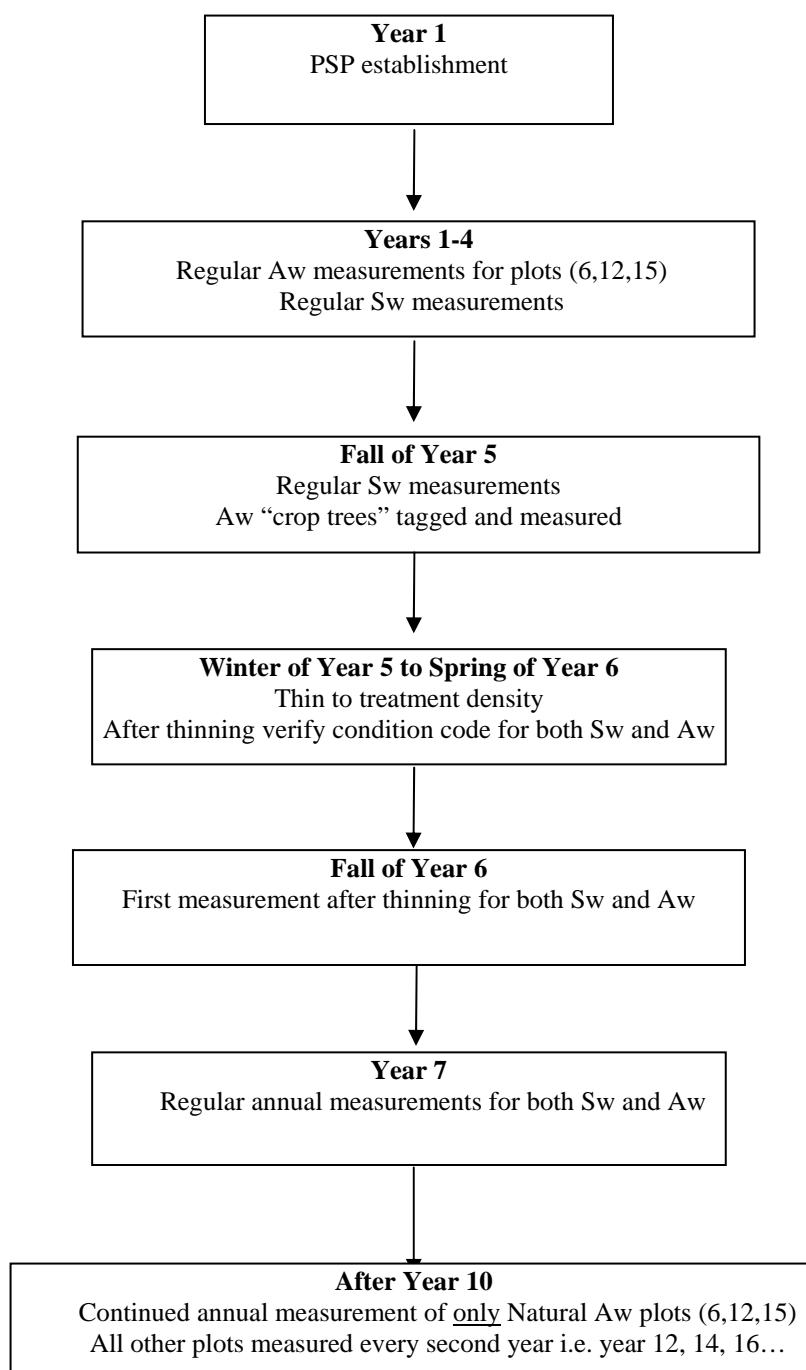 Year 1
PSP establishment
Years 1-4
Regular Aw measurements for plots (6,12,15)
Regular Sw measurements
Fall of Year 5
Regular Sw measurements
Aw “crop trees” tagged and measured
Winter of Year 5 to Spring of Year 6
Thin to treatment density
After thinning verify condition code for both Sw and Aw
Fall of Year 6
First measurement after thinning for both Sw and Aw
Year 7
Regular annual measurements for both Sw and Aw
After Year 10
Continued annual measurement of only Natural Aw plots (6,12,15)
All other plots measured every second year i.e. year 12, 14, 16…